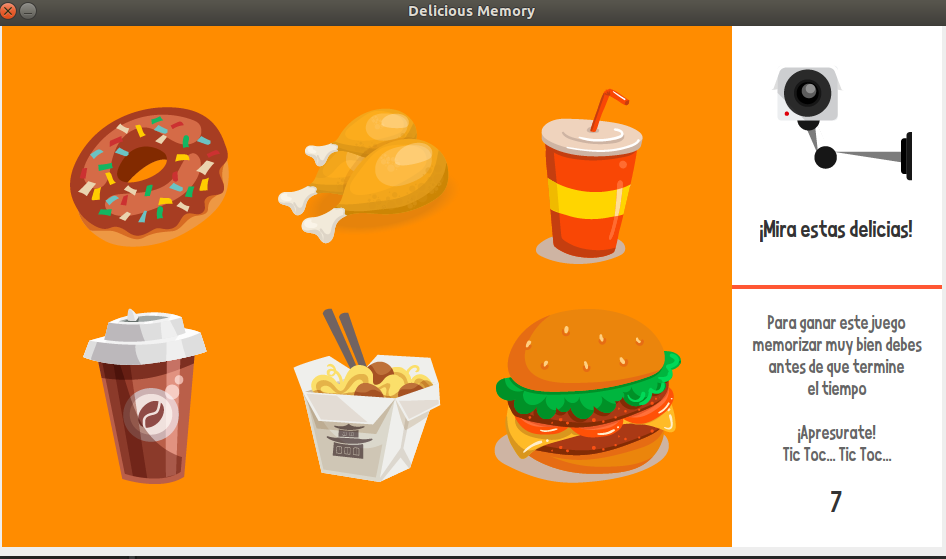 Delicious Memory
¡Mira estas delicias!
Para ganar este juego
memorizar muy bien debes
antes de que termine
el tiempo
¡Apresurate!
Tic Toc... Tic Toc...
7